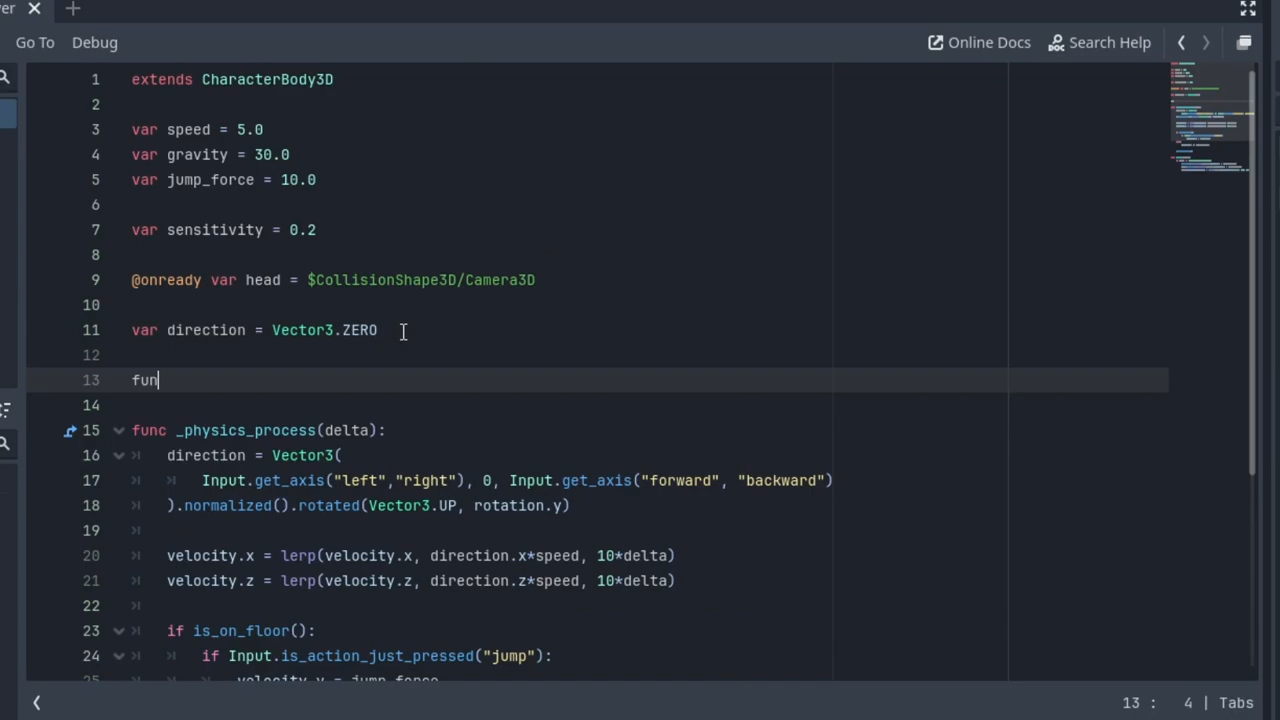 er
Go To Debug Online Docs Search Help
1 extends CharacterBody3D
2
3 var speed = 5.0
4 var gravity = 30.0
5 var jump_force = 10.0
6
7 var sensitivity = 0.2
8
9 @onready var head = $CollisionShape3D/Camera3D
10
11 var direction = Vector3.ZERO
12
13 fun
14
15 func _physics_process(delta):
16 direction = Vector3(
17 Input.get_axis("left","right"), 0, Input.get_axis("forward", "backward")
18 ).normalized().rotated(Vector3.UP, rotation.y)
19
20 velocity.x = lerp(velocity.x, direction.x*speed, 10*delta)
21 velocity.z = lerp(velocity.z, direction.z*speed, 10*delta)
22
23 if is_on_floor():
24 if Input.is_action_just_pressed("jump"):
25 velocity.y = jump_force
13 : 4 | Tabs